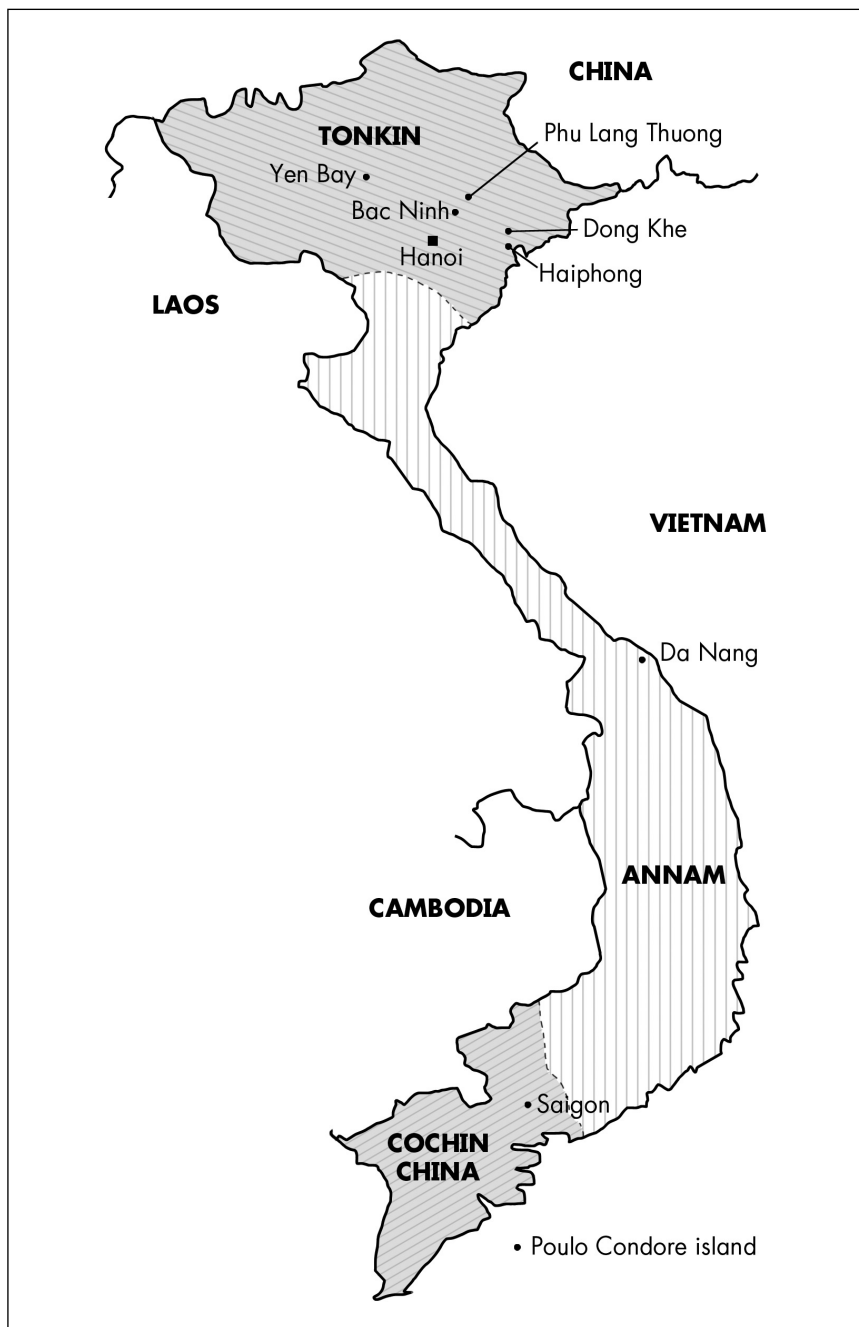 CHINA
TONKIN
Phu Lang Thuong
Yen Bay
Bac Ninh
Dong Khe
Hanoi
Haiphong
LAOS
VIETNAM
Da Nang
ANNAM
CAMBODIA
Saigon
COCHIN
CHINA
Poulo Condore island